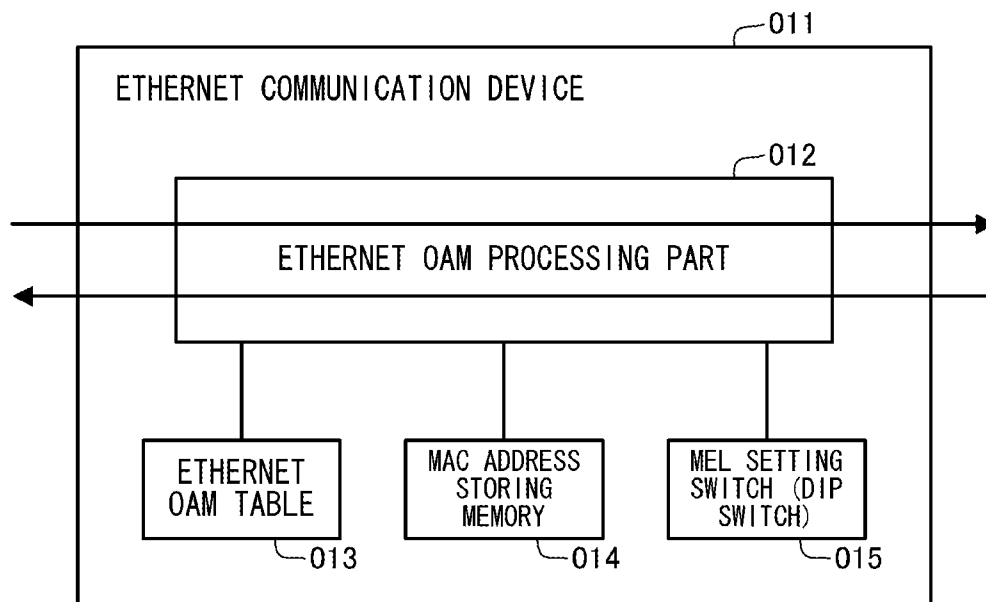 011
ETHERNET COMMUNICATION DEVICE
012
ETHERNET OAM PROCESSING PART
ETHERNET
OAM TABLE
013
MAC ADDRESS
STORING
MEMORY
014
MEL SETTING
SWITCH (DIP
SWITCH)
015